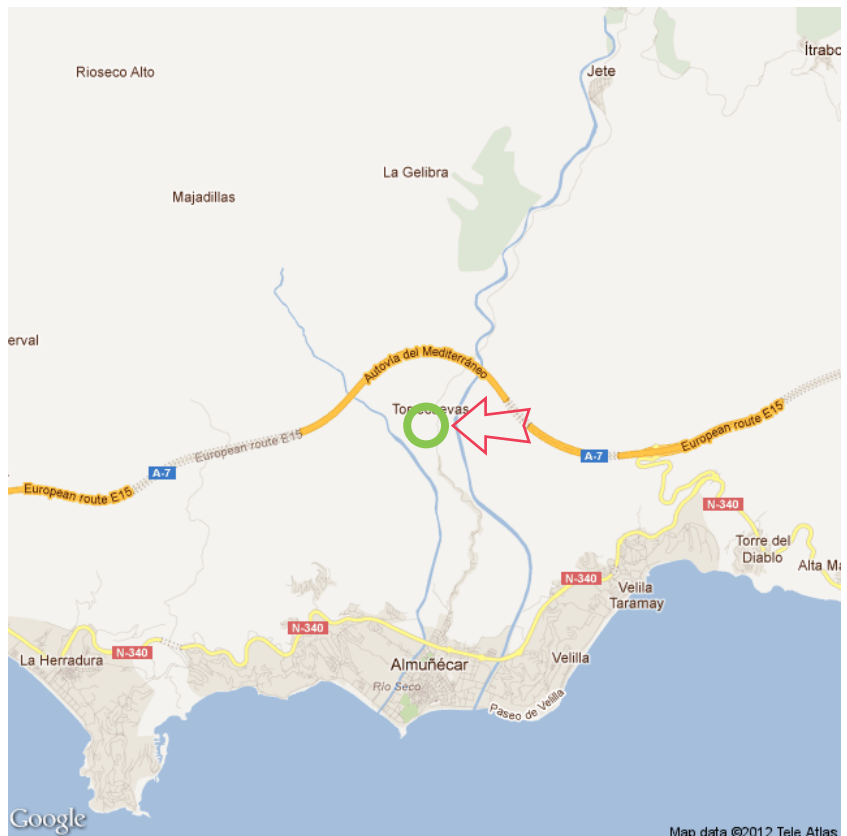 Rioseco Alto
Jete
Ítrabo
La Gelibra
Majadillas
erval
Autovía del Mediterráneo
European route E15
European route E15
A-7
European route E15
A-7
N-340
Torre del
Diablo
Alta Ma
N-340
Velilla
Taramay
N-340
La Herradura
N-340
Almuñécar
Velilla
Río Seco
Paseo de Velilla
Google
Map data ©2012 Tele Atlas